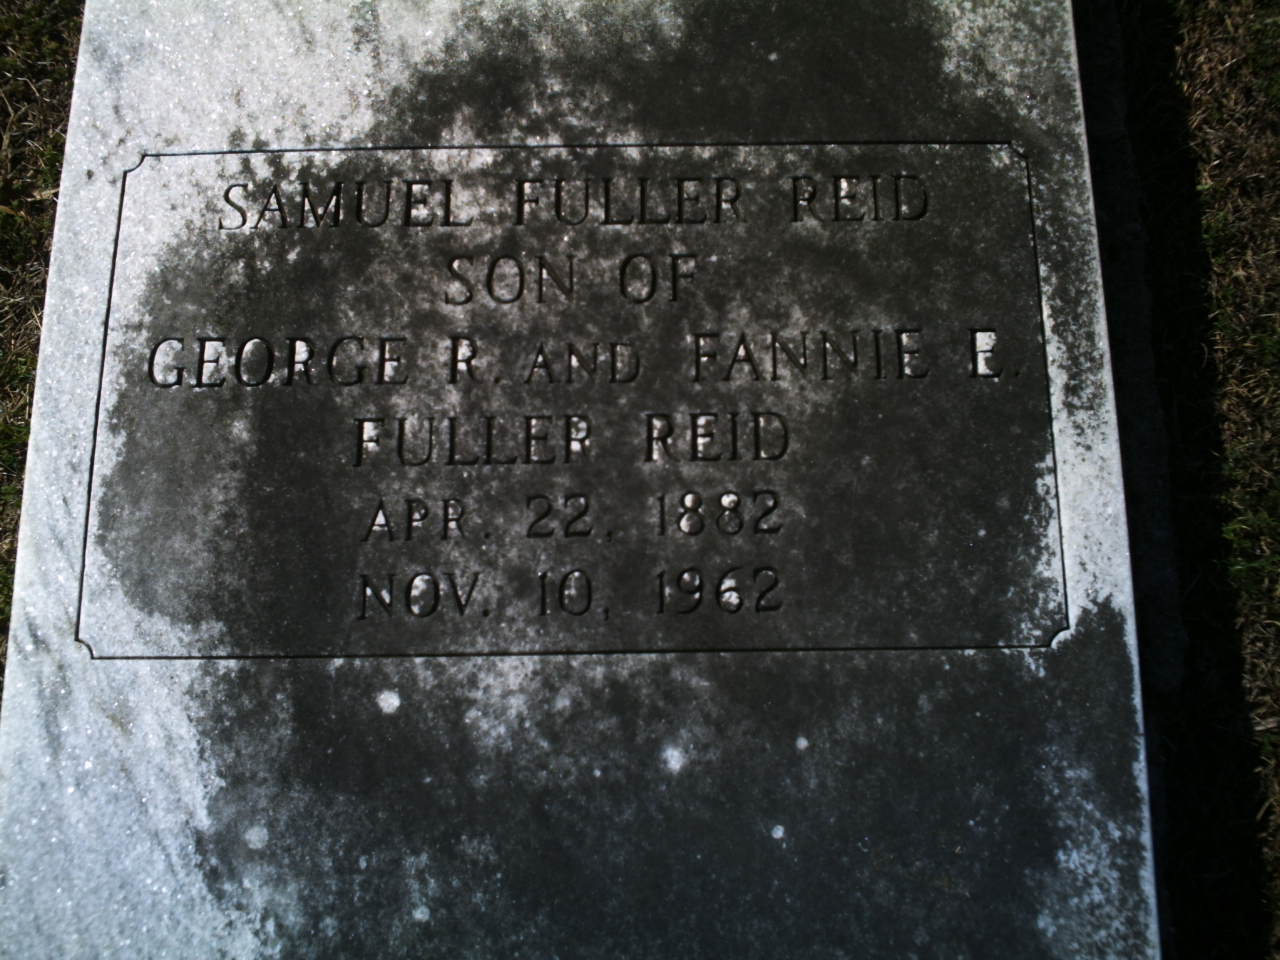 SAMUEL FULLER REID
SON OF
GEORGE R. AND FANNIE E.
FULLER REID
APR. 22, 1882
NOV. 10, 1962